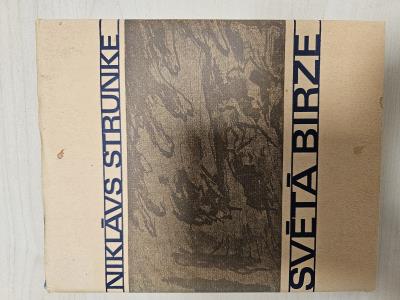 NIKLĀVS STRUNKE
SVĒTĀ BIRZE